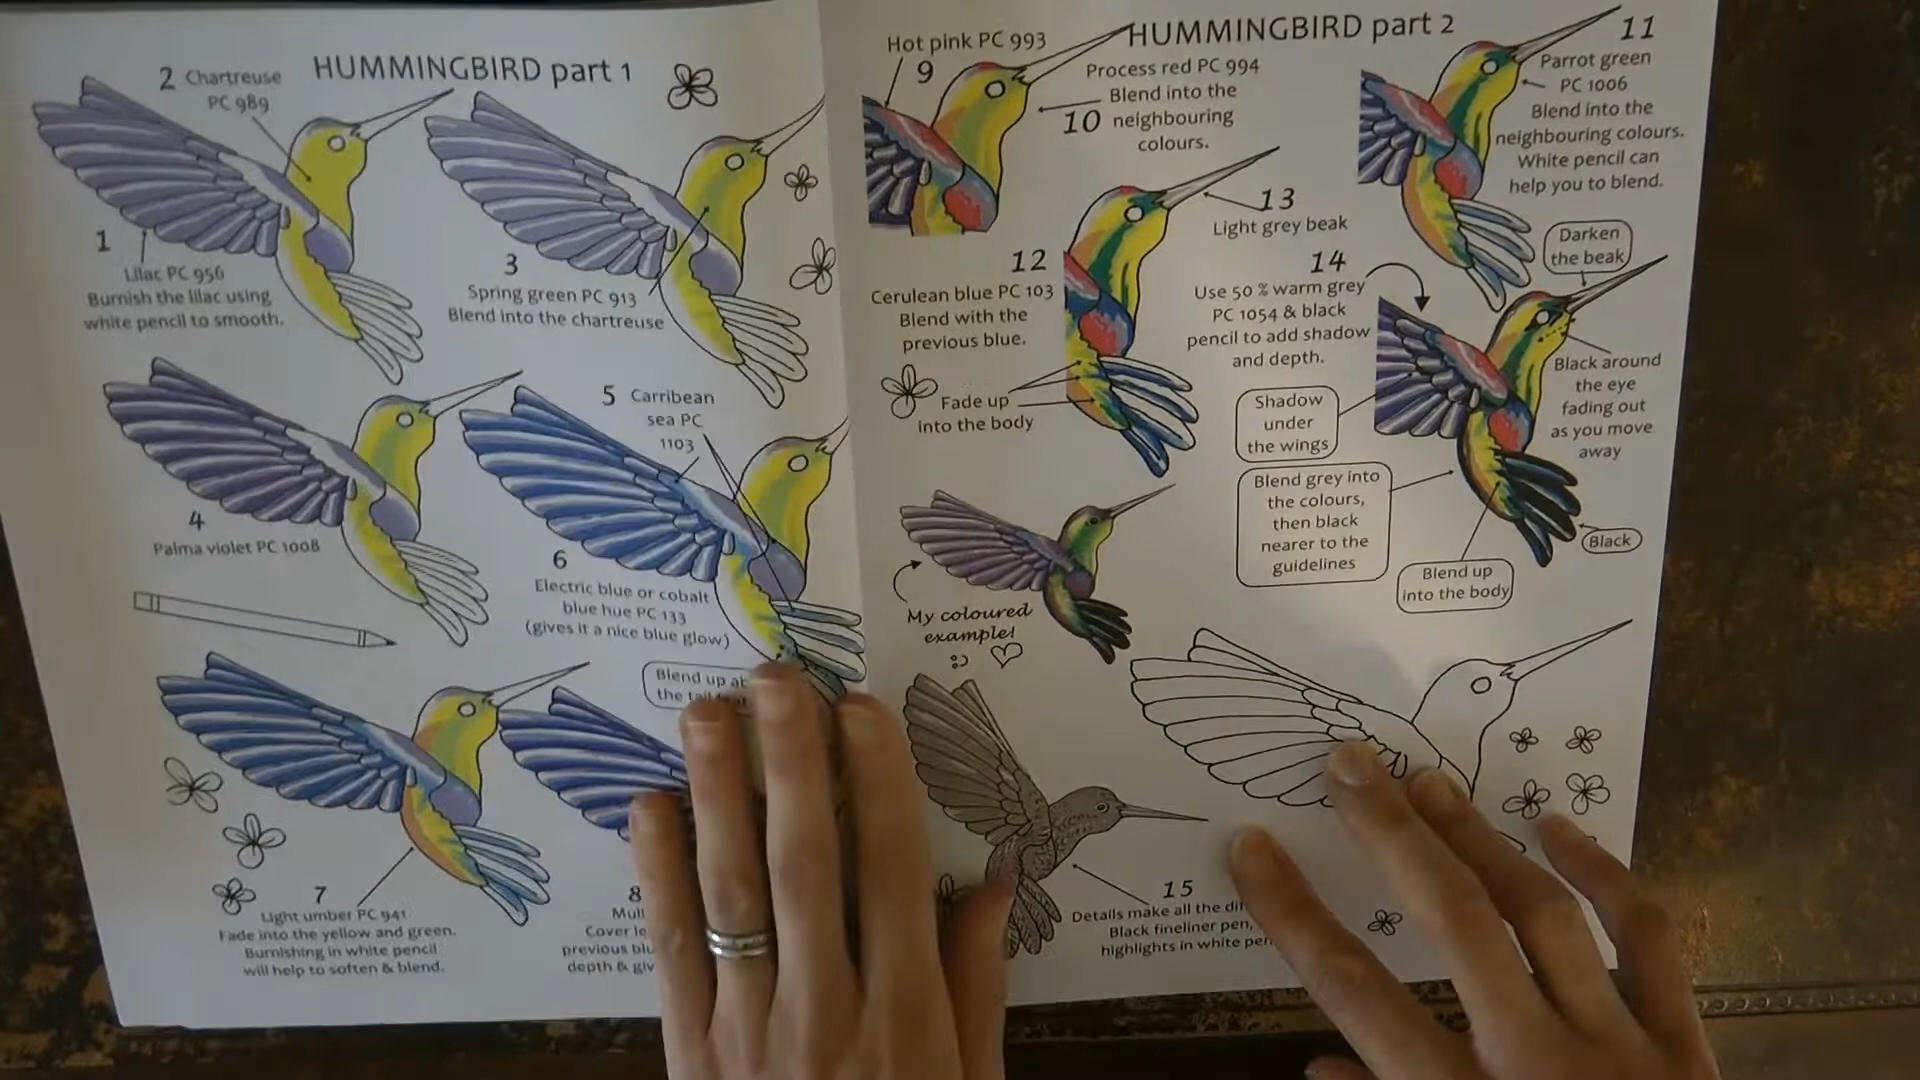 HUMMINGBIRD part 1
2 Chartreuse
PC 989
1
Lilac PC 956
Burnish the lilac using
white pencil to smooth.
3
Spring green PC 913
Blend into the chartreuse
4
Palma violet PC 1008
5 Carribean
sea PC
1103
6
Electric blue or cobalt
blue hue PC 133
(gives it a nice blue glow)
Blend up
the
7
Light umber PC 941
Fade into the yellow and green.
Burnishing in white pencil
will help to soften & blend.
8
Cover
previous
depth &
HUMMINGBIRD part 2
Hot pink PC 993
9
Process red PC 994
Blend into the
10 neighbouring
colours.
11
Parrot green
PC 1006
Blend into the
neighbouring colours.
White pencil can
help you to blend.
12
Cerulean blue PC 103
Blend with the
previous blue.
Fade up
into the body
13
Light grey beak
14
Use 50 % warm grey
PC 1054 & black
pencil to add shadow
and depth.
Darken
the beak
Black around
the eye
fading out
as you move
away
Shadow
under
the wings
Blend grey into
the colours,
then black
nearer to the
guidelines
Black
Blend up
into the body
My coloured
example!
:)
15
Details make all the
Black fineliner pen,
highlights in white